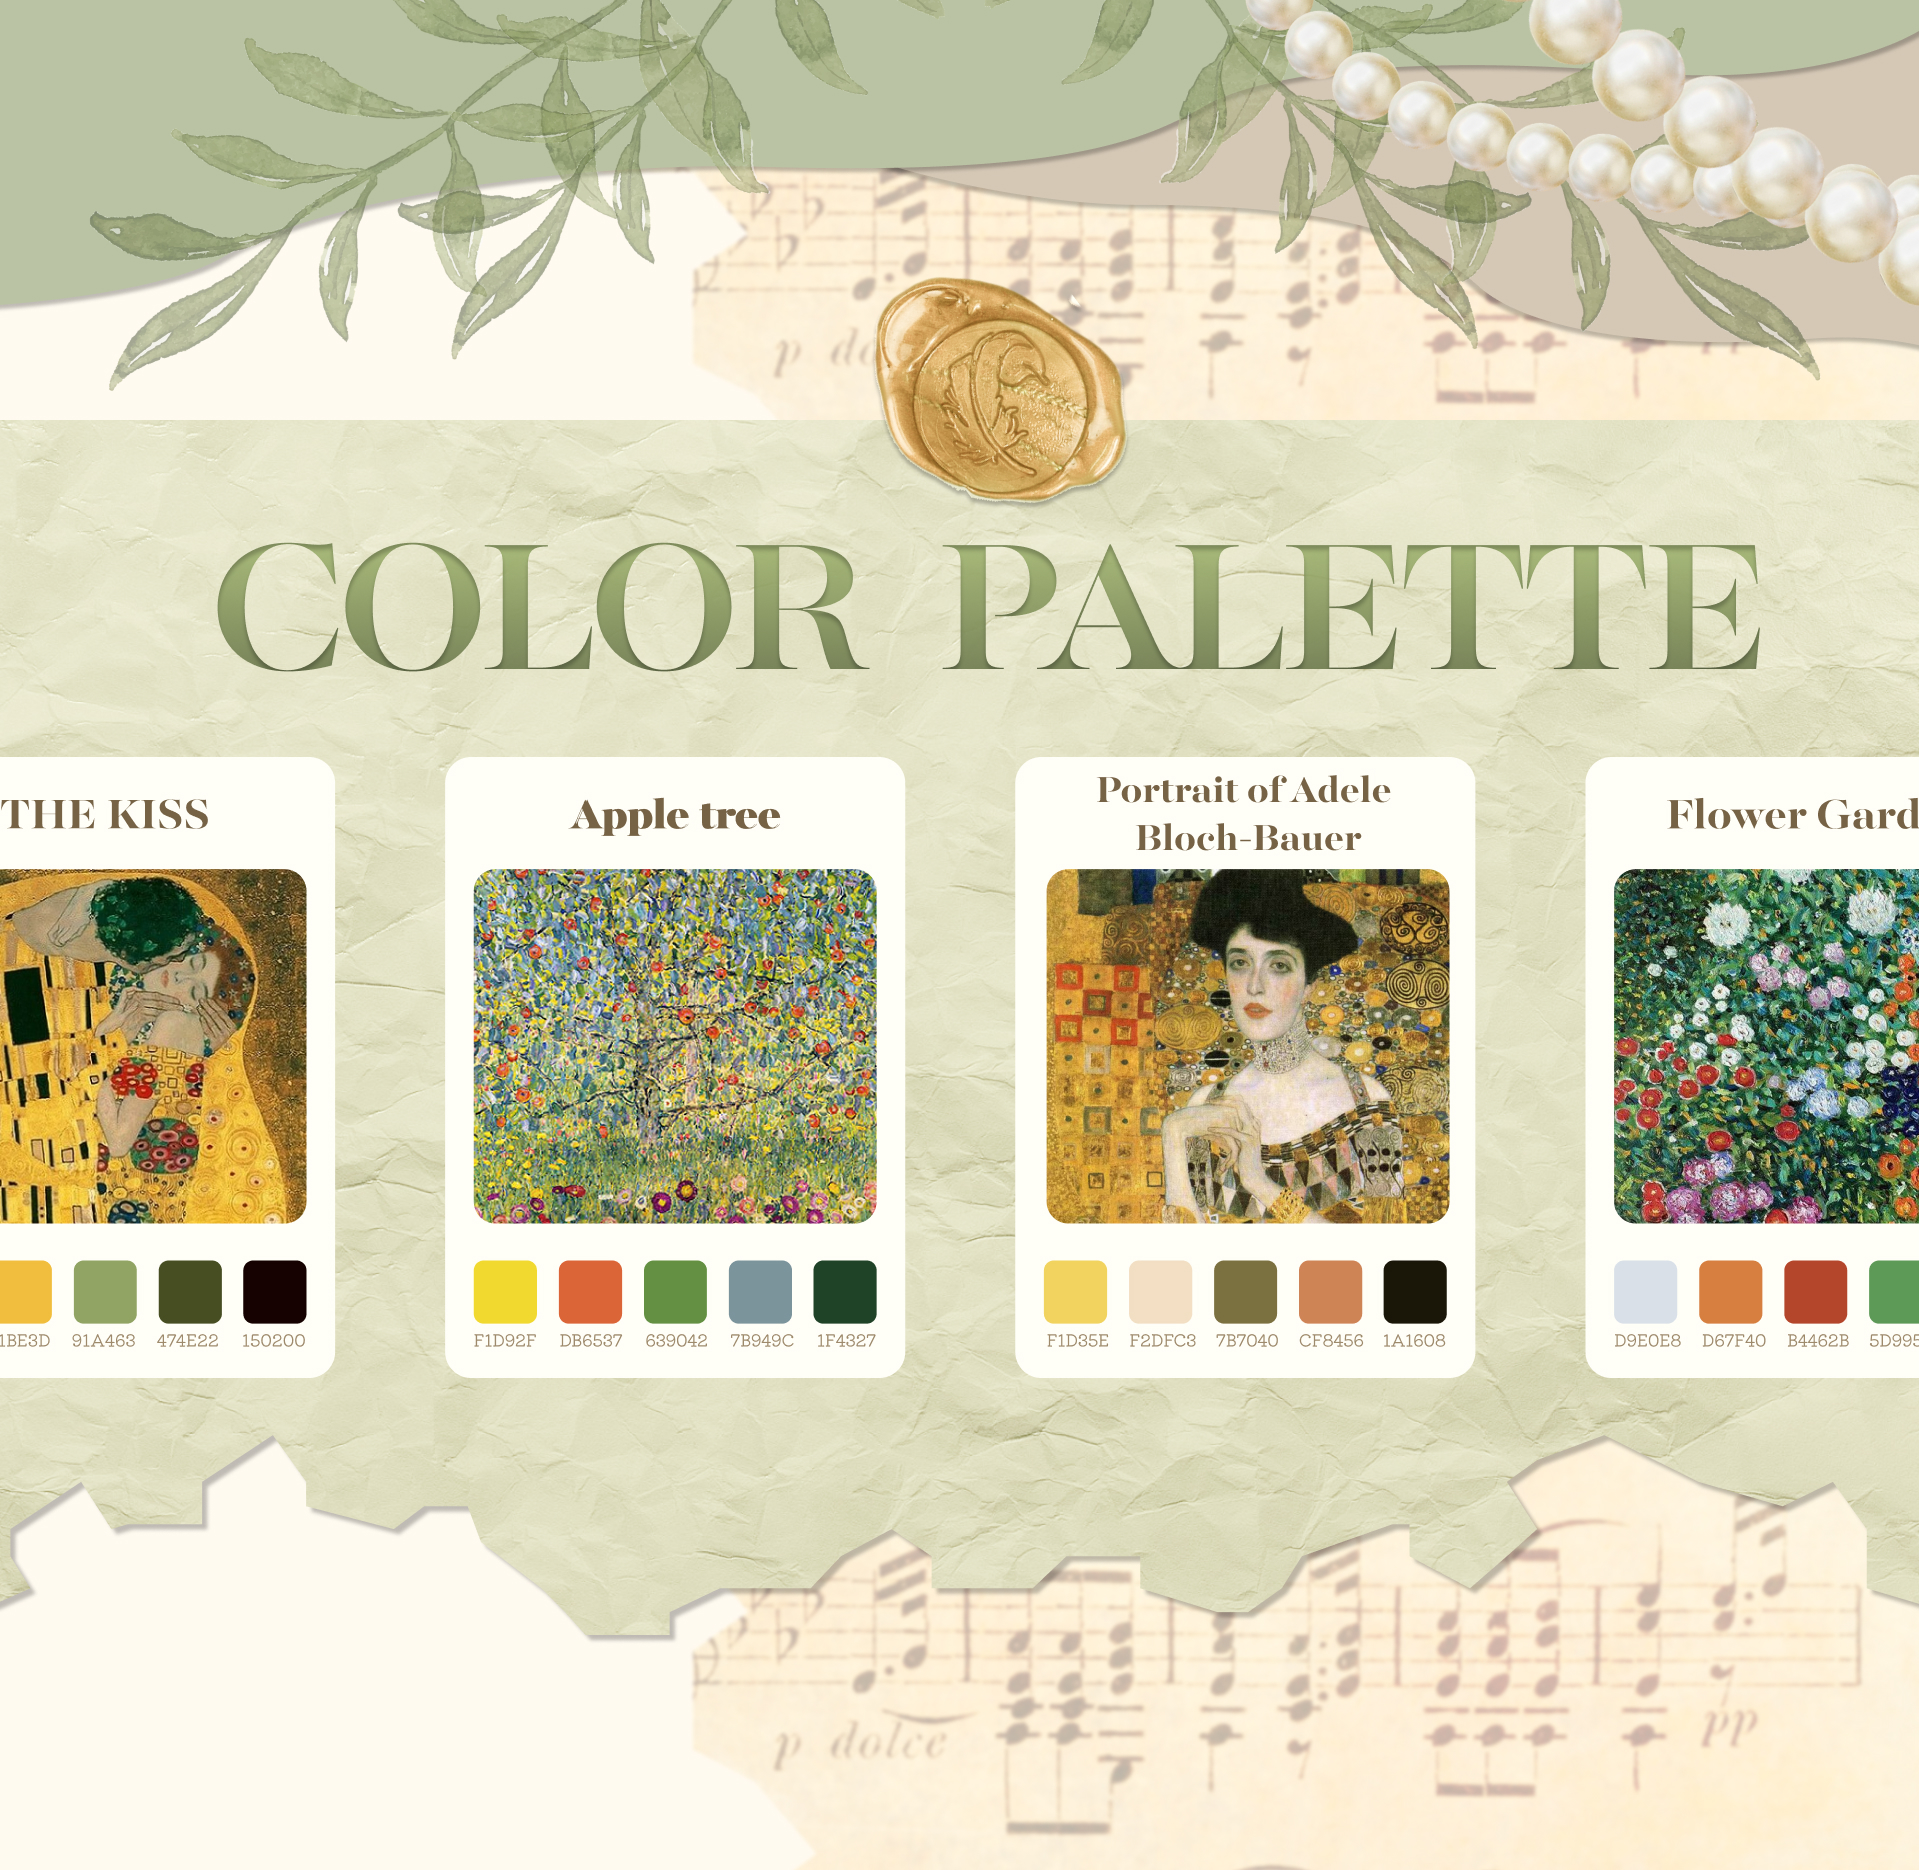 p
COLOR PALETTE
THE KISS
1BE3D 91A463 474E22 150200
Apple tree
F1D92F DB6537 639042 7B949C 1F4327
Portrait of Adele
Bloch-Bauer
F1D35E F2DFC3 7B7040 CF8456 1A1608
Flower Gard
D9E0E8 D67F40 B4462B 5D995
p dolce
pp